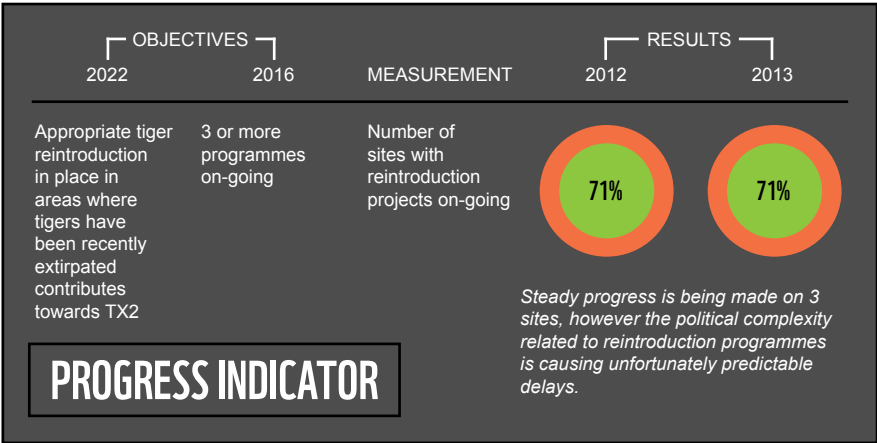 OBJECTIVES
RESULTS
2022
2016
MEASUREMENT
2012
2013
Appropriate tiger
reintroduction
in place in
areas where
tigers have
been recently
extirpated
contributes
towards TX2
3 or more
programmes
on-going
Number of
sites with
reintroduction
projects on-going
71%
71%
Steady progress is being made on 3
sites, however the political complexity
related to reintroduction programmes
is causing unfortunately predictable
delays.
PROGRESS INDICATOR